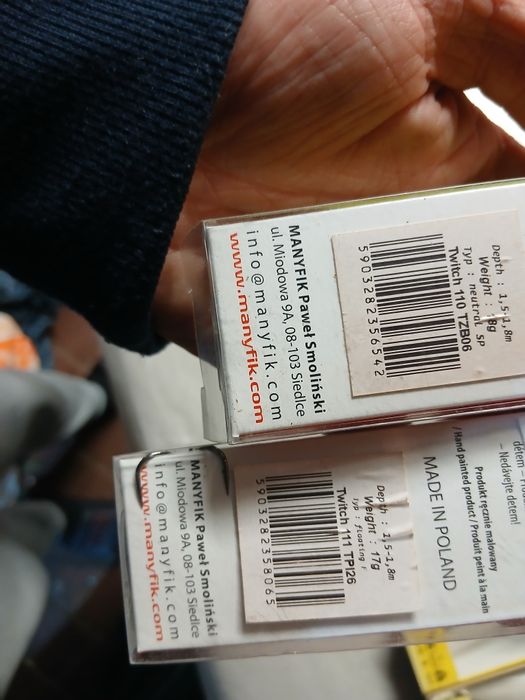 Depth : 1,5-1,8m
Weight : 18g
Typ : neutral SP
Twitch 110 TZB06
5903282356542
MANYFIK Paweł Smoliński
ul. Miodowa 9A, 08-103 Siedlce
info@manyfik.com
www.manyfik.com
– Nedávejte dětem!
Produkt ręcznie malowany
/ Hand painted product / Produit peint à la main
MADE IN POLAND
Depth : 1,5-1,8m
Weight : 17g
Typ : floating
Twitch 111 TPI26
5903282358065
MANYFIK Paweł Smoliński
ul. Miodowa 9A, 08-103 Siedlce
info@manyfik.com
www.manyfik.com